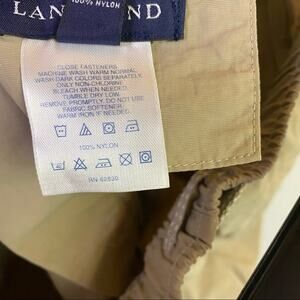 100% NYLON
LAN ND
CLOSE FASTENERS
MACHINE WASH WARM NORMAL
WASH DARK COLORS SEPARATELY
ONLY NON-CHLORINE
BLEACH WHEN NEEDED.
TUMBLE DRY LOW.
REMOVE PROMPTLY. DO NOT USE
FABRIC SOFTENER.
WARM IRON IF NEEDED.
100% NYLON
RN 62830